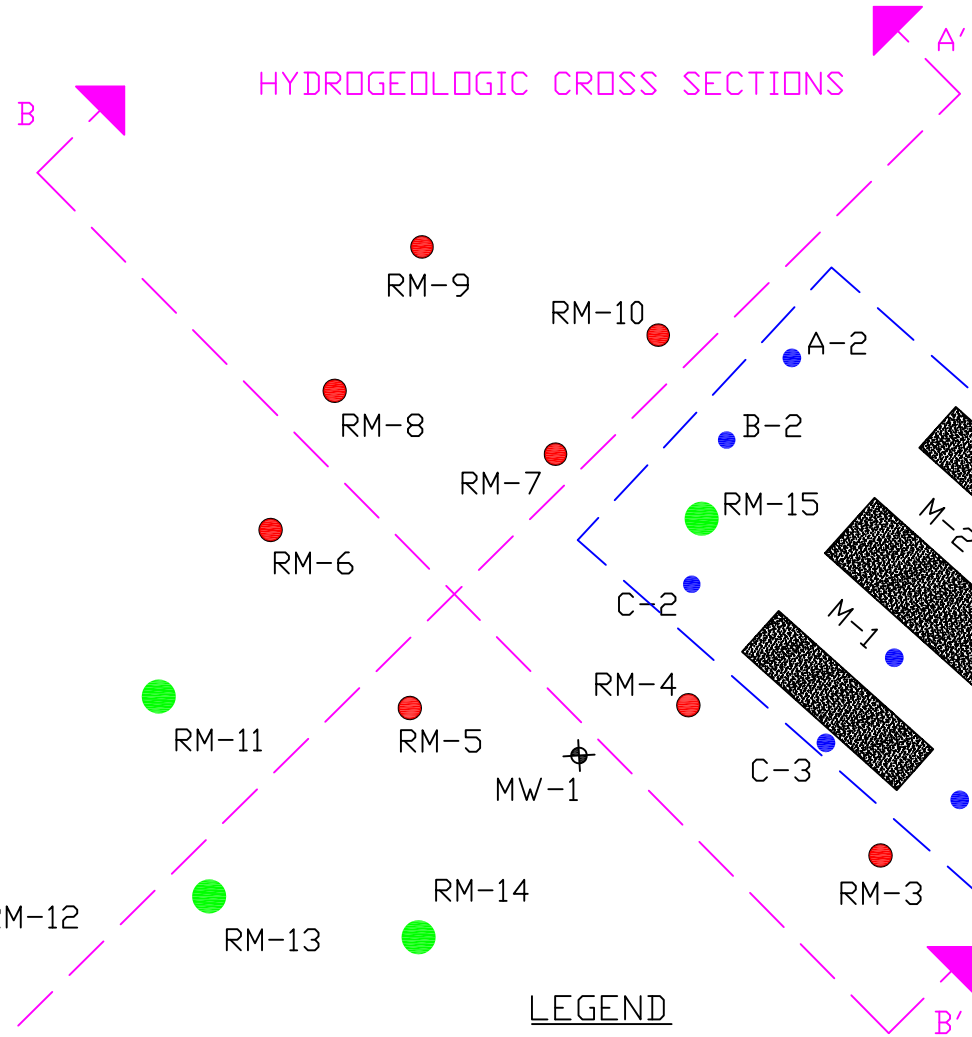 A'
HYDROGEOLOGIC CROSS SECTIONS
B
RM-9
RM-10
A-2
RM-8
B-2
RM-7
RM-15
M-2
RM-6
C-2
M-1
RM-4
RM-11
RM-5
C-3
MW-1
RM-14
RM-3
RM-12
RM-13
LEGEND
B'